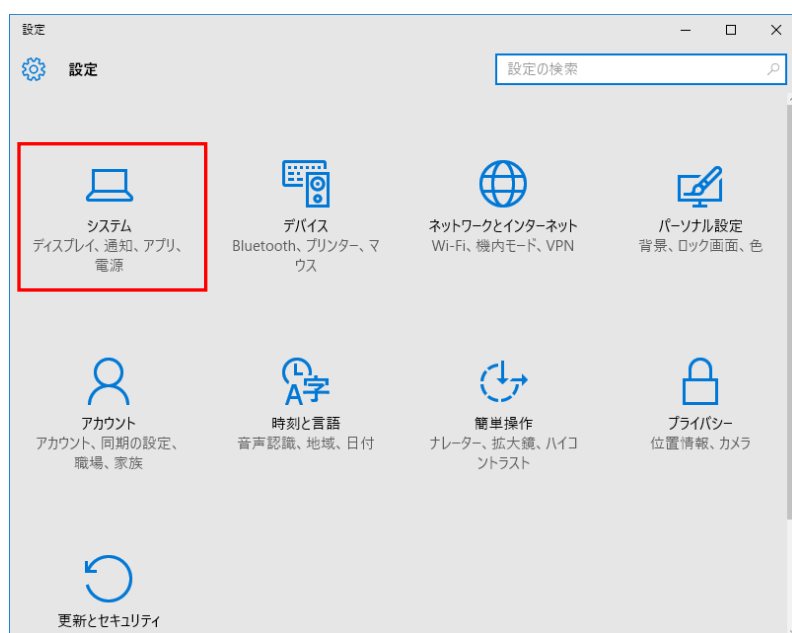 設定
設定
設定の検索
システム
ディスプレイ、通知、アプリ、
電源
デバイス
Bluetooth、プリンター、マ
ウス
ネットワークとインターネット
Wi-Fi、機内モード、VPN
パーソナル設定
背景、ロック画面、色
アカウント
アカウント、同期の設定、
職場、家族
A字
時刻と言語
音声認識、地域、日付
簡単操作
ナレーター、拡大鏡、ハイコ
ントラスト
プライバシー
位置情報、カメラ
更新とセキュリティ